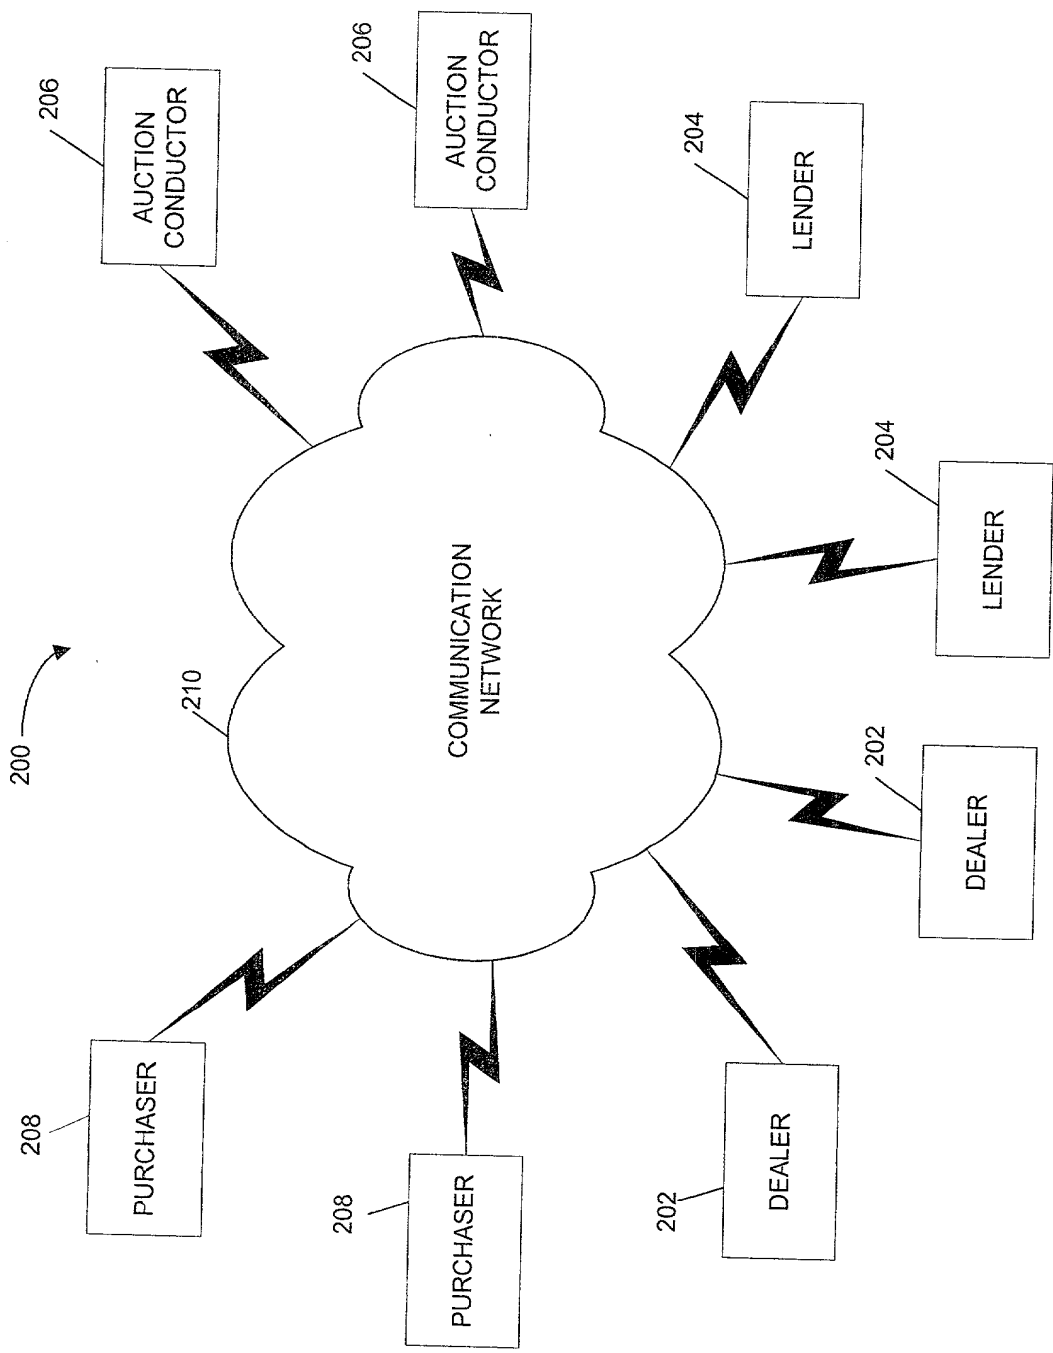 200
210
COMMUNICATION
NETWORK
208
PURCHASER
208
PURCHASER
202
DEALER
202
DEALER
204
LENDER
204
LENDER
206
AUCTION
CONDUCTOR
206
AUCTION
CONDUCTOR